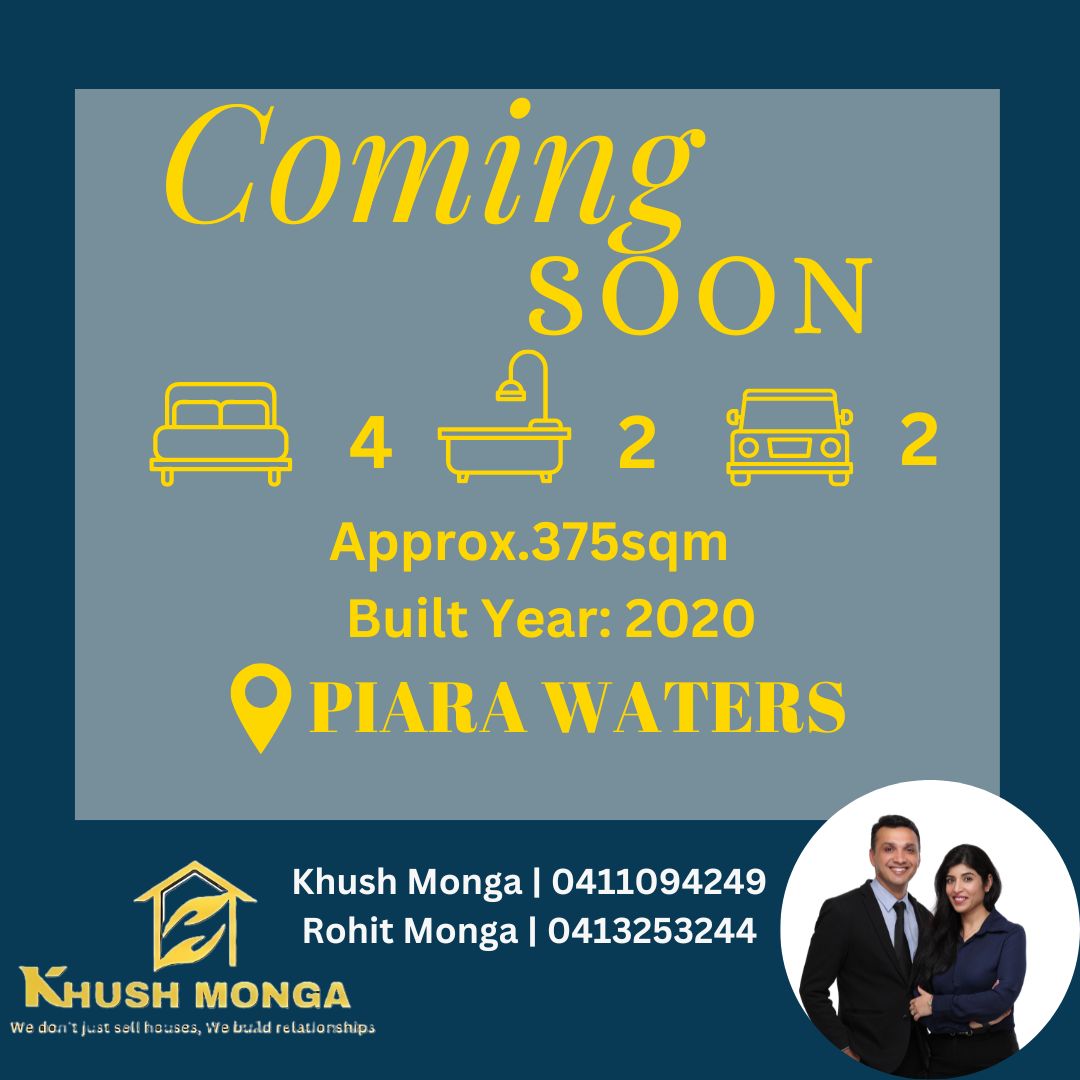 Coming
SOON
4 2 2
Approx.375sqm
Built Year: 2020
PIARA WATERS
Khush Monga | 0411094249
Rohit Monga | 0413253244
KHUSH MONGA
We don't just sell houses, We build relationships